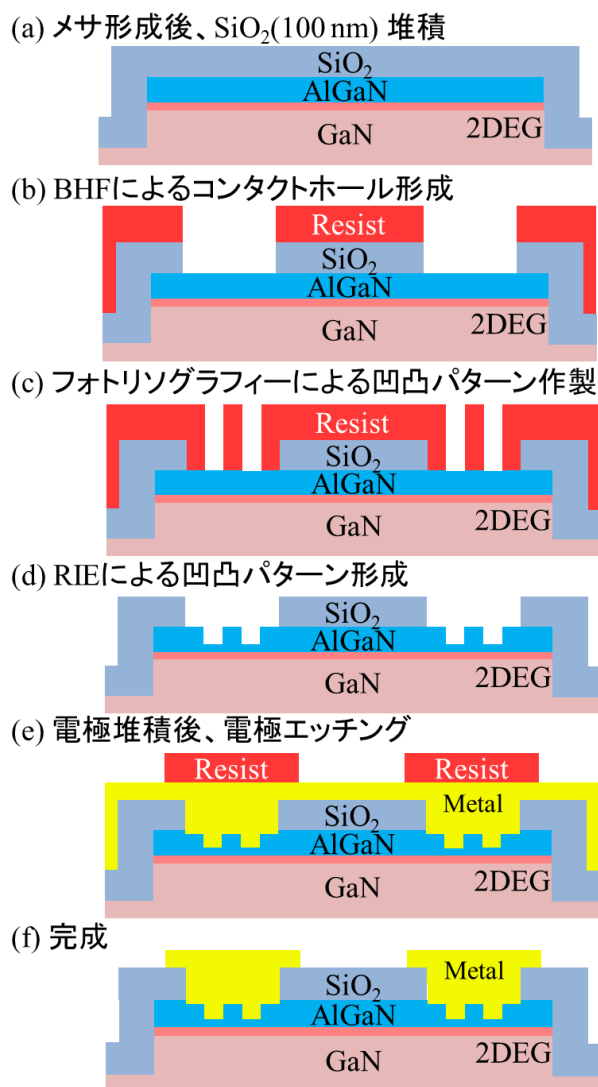 (a) メサ形成後、SiO₂(100 nm) 堆積
SiO₂
AlGaN
2DEG
GaN
(b) BHFによるコンタクトホール形成
Resist
SiO₂
AlGaN
2DEG
GaN
(c) フォトリソグラフィーによる凹凸パターン作製
Resist
SiO₂
AlGaN
2DEG
GaN
(d) RIEによる凹凸パターン形成
SiO₂
AlGaN
2DEG
GaN
(e) 電極堆積後、電極エッチング
Resist Resist
Metal
SiO₂
AlGaN
2DEG
GaN
(f) 完成
Metal
SiO₂
AlGaN
2DEG
GaN